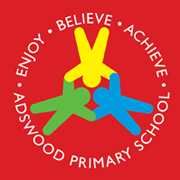 • ENJOY • BELIEVE • ACHIEVE •
ADSWOOD PRIMARY SCHOOL